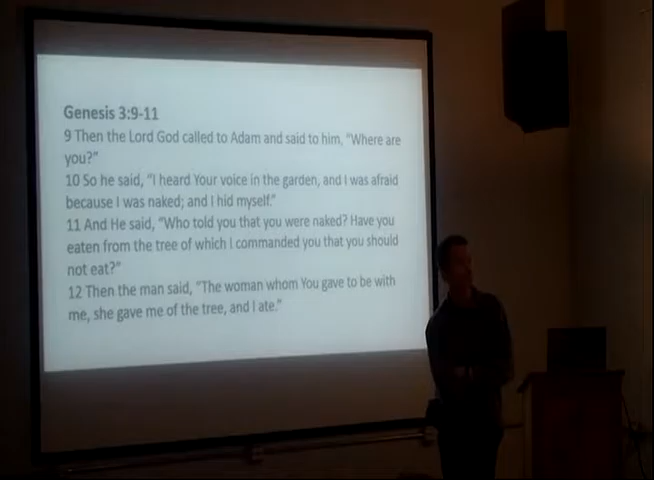 Genesis 3:9-11
9 Then the Lord God called to Adam and said to him, "Where are
you?"
10 So he said, "I heard Your voice in the garden, and I was afraid
because I was naked; and I hid myself."
11 And He said, "Who told you that you were naked? Have you
eaten from the tree of which I commanded you that you should
not eat?"
12 Then the man said, "The woman whom You gave to be with
me, she gave me of the tree, and I ate."